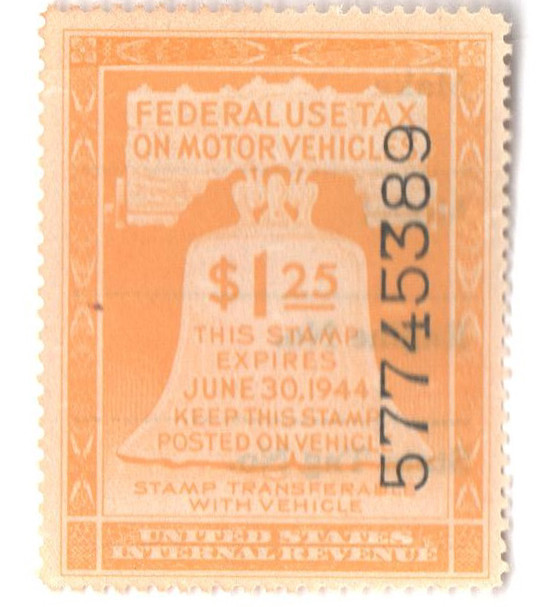 FEDERAL USE TAX
ON MOTOR VEHICLES
$1.25
THIS STAMP
EXPIRES
JUNE 30, 1944
KEEP THIS STAMP
POSTED ON VEHICLE
STAMP TRANSFERABLE
WITH VEHICLE
UNITED STATES
INTERNAL REVENUE
57745389